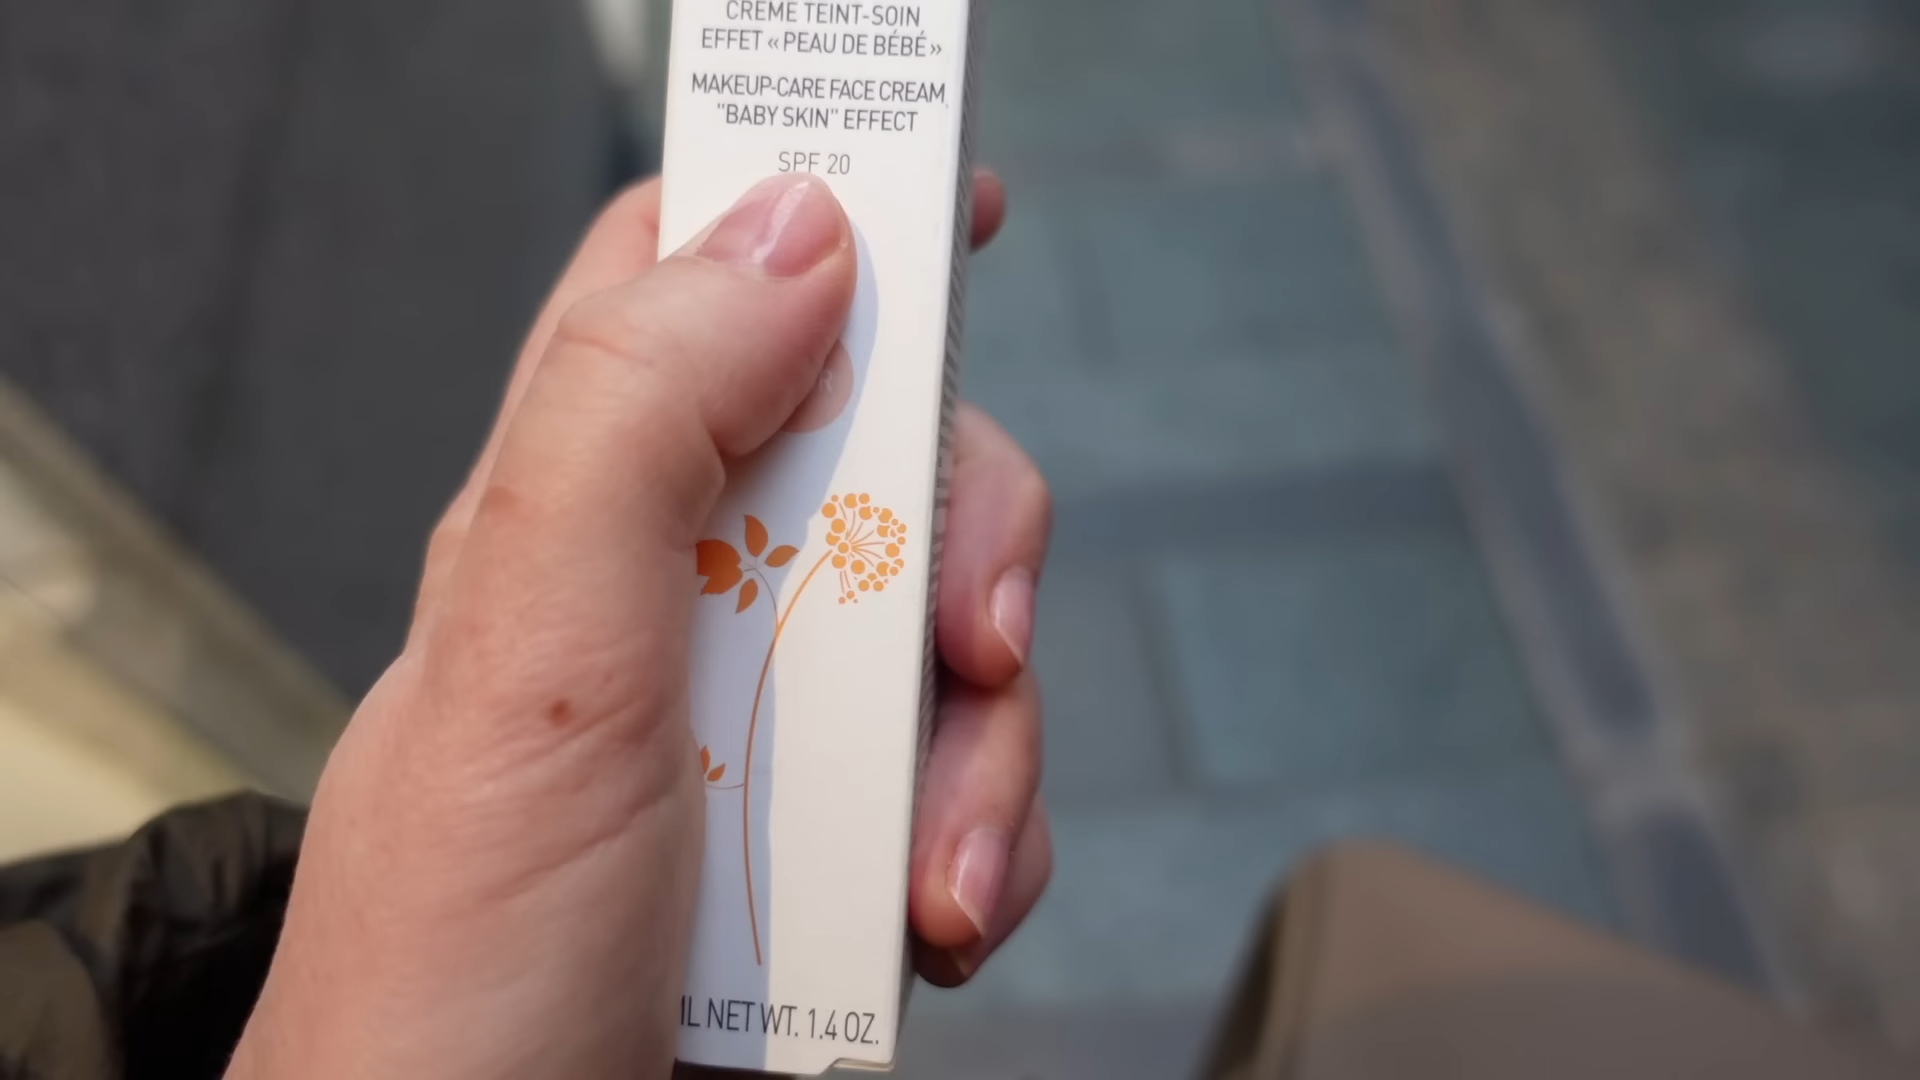 CRÈME TEINT-SOIN
EFFET « PEAU DE BÉBÉ »
MAKEUP-CARE FACE CREAM,
"BABY SKIN" EFFECT
SPF 20
NET WT. 1.4 OZ.